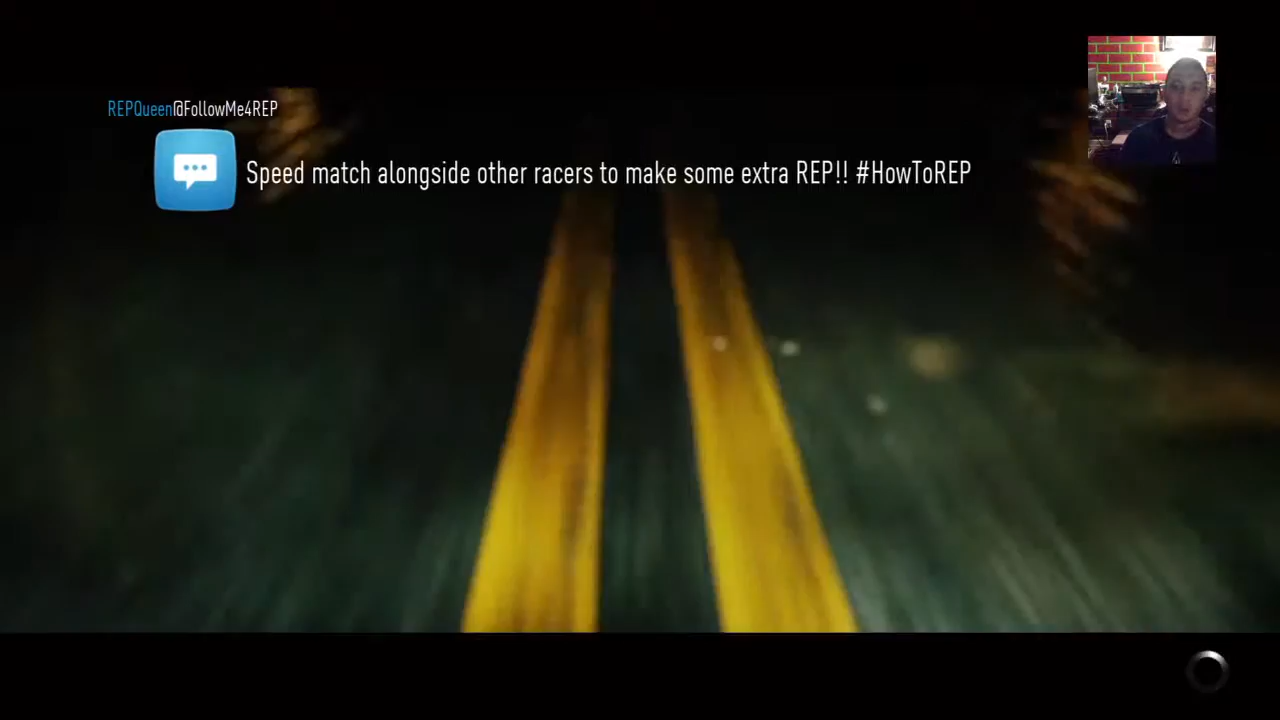 REPQueen@FollowMe4REP
Speed match alongside other racers to make some extra REP!! #HowToREP